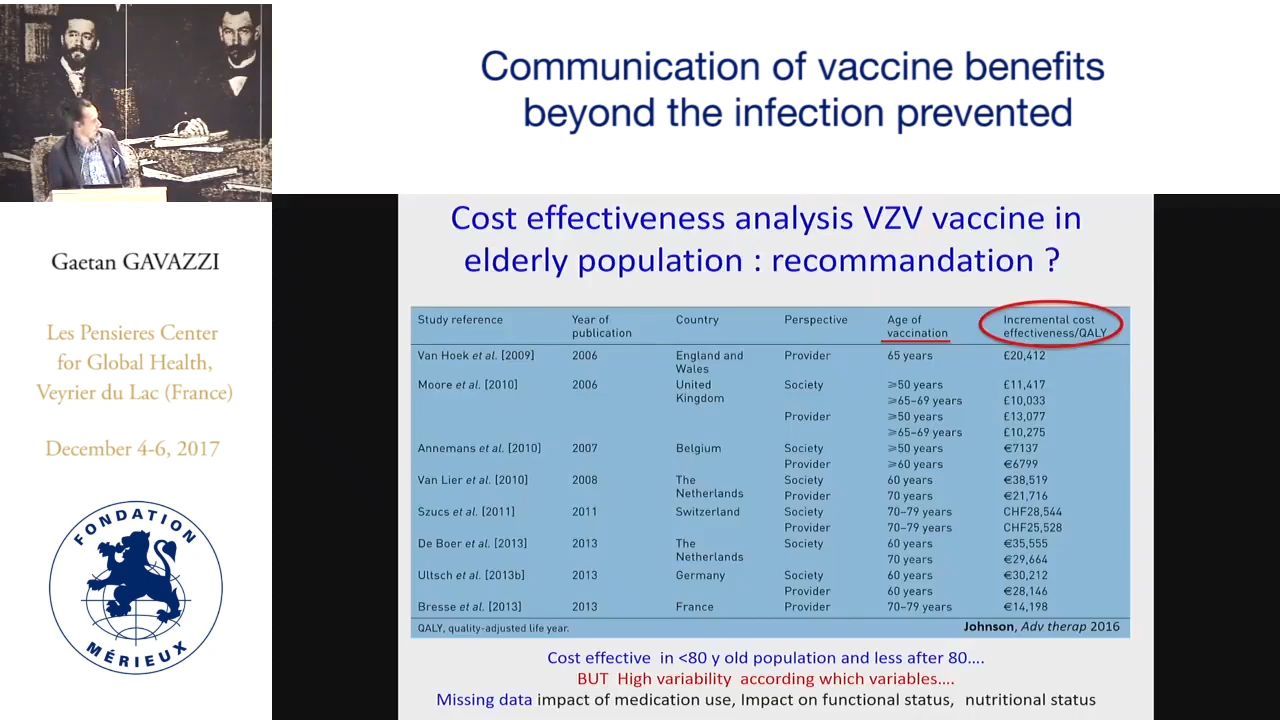 Communication of vaccine benefits
beyond the infection prevented
Gaetan GAVAZZI
Les Pensieres Center
for Global Health,
Veyrier du Lac (France)
December 4-6, 2017
FONDATION
MÉRIEUX
Cost effectiveness analysis VZV vaccine in
elderly population : recommandation ?
Study reference Year of publication Country Perspective Age of vaccination Incremental cost effectiveness/QALY
Van Hoek et al. [2009] 2006 England and Wales Provider 65 years £20,412
Moore et al. [2010] 2006 United Kingdom Society ⩾50 years £11,417
⩾65–69 years £10,033
Provider ⩾50 years £13,077
⩾65–69 years £10,275
Annemans et al. [2010] 2007 Belgium Society ⩾50 years €7137
Provider ⩾60 years €6799
Van Lier et al. [2010] 2008 The Netherlands Society 60 years €38,519
Provider 70 years €21,716
Szucs et al. [2011] 2011 Switzerland Society 70–79 years CHF28,544
Provider 70–79 years CHF25,528
De Boer et al. [2013] 2013 The Netherlands Society 60 years €35,555
70 years €29,664
Ultsch et al. [2013b] 2013 Germany Society 60 years €30,212
Provider 60 years €28,146
Bresse et al. [2013] 2013 France Provider 70–79 years €14,198
QALY, quality-adjusted life year.
Johnson, Adv therap 2016
Cost effective in <80 y old population and less after 80....
BUT High variability according which variables....
Missing data impact of medication use, Impact on functional status, nutritional status